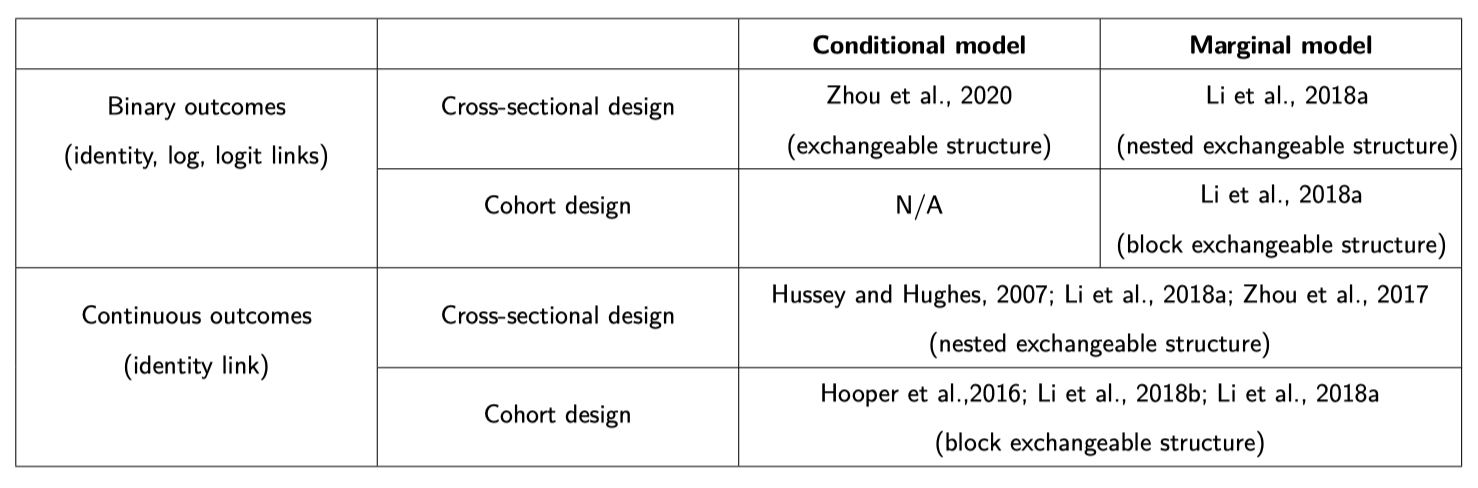 Conditional model
Marginal model
Binary outcomes
(identity, log, logit links)
Cross-sectional design
Zhou et al., 2020
(exchangeable structure)
Li et al., 2018a
(nested exchangeable structure)
Cohort design
N/A
Li et al., 2018a
(block exchangeable structure)
Continuous outcomes
(identity link)
Cross-sectional design
Hussey and Hughes, 2007; Li et al., 2018a; Zhou et al., 2017
(nested exchangeable structure)
Cohort design
Hooper et al.,2016; Li et al., 2018b; Li et al., 2018a
(block exchangeable structure)